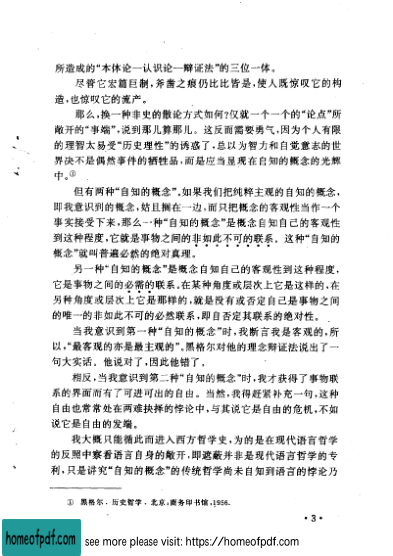 所造成的“本体论—认识论—辩证法”的三位一体。
尽管它宏篇巨制,斧凿之痕仍比比皆是,使人既惊叹它的构
造,也惊叹它的流产。
那么,换一种非史的散论方式如何?仅就一个一个的“论点”所
敞开的“事端”,说到那儿算那儿。这反而需要勇气,因为个人有限
的理智太易受“历史理性”的诱惑了,总以为智力和自觉意志的世
界决不是偶然事件的牺牲品,而是应当显现在自知的概念的光辉
中。①
但有两种“自知的概念”。如果我们把纯粹主观的自知的概念,
即我意识到的概念,姑且搁在一边,而只把概念的客观性当作一个
事实接受下来,那么一种“自知的概念”是概念自知自己的客观性
到这种程度,它就是事物之间的非如此不可的联系。这种“自知的
概念”就叫普遍必然的绝对真理。
另一种“自知的概念”是概念自知自己的客观性到这种程度,
它是事物之间的必需的联系。在某种角度或层次上它是这样的,在
另种角度或层次上它是那样的,就是没有或否定自己是事物之间
的唯一的非如此不可的必然联系,即自否定其联系的绝对性。
当我意识到第一种“自知的概念”时,我断言我是客观的,所
以,“最客观的亦是最主观的”。黑格尔对他的理念辩证法说出了一
句大实话。他说对了,因此他错了。
相反,当我意识到第二种“自知的概念”时,我才获得了事物联
系的界面而有了可进可出的自由。当然,我得赶紧补充一句,这种
自由也常常处在两难抉择的悖论中,与其说它是自由的危机,不如
说它是自由的发端。
我大概只能循此而进入西方哲学史,为的是在现代语言哲学
的反照中察看语言自身的敞开,即遮蔽并非是现代语言哲学的专
利,只是讲究“自知的概念”的传统哲学尚未自知到语言的悖论乃
① 黑格尔.历史哲学.北京,商务印书馆,1956.
·3·
homeofpdf.com
see more please visit: https://homeofpdf.com